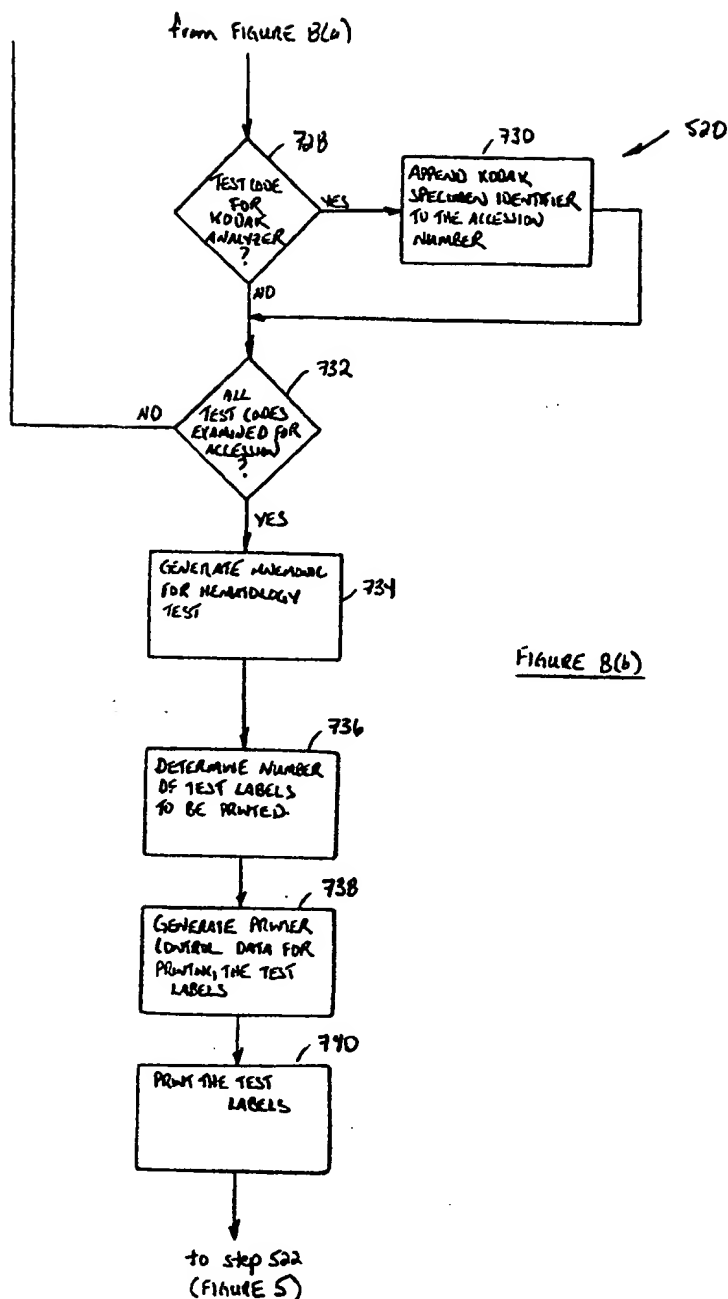 from FIGURE 8(a)
728
TEST CODE
FOR
KODAK
ANALYZER
?
YES
730
APPEND KODAK
SPECIMEN IDENTIFIER
TO THE ACCESSION
NUMBER
520
NO
732
ALL
TEST CODES
EXAMINED FOR
ACCESSION
?
NO
YES
GENERATE MNEMONIC
FOR HEMATOLOGY
TEST
734
FIGURE 8(b)
736
DETERMINE NUMBER
OF TEST LABELS
TO BE PRINTED.
738
GENERATE PRINTER
CONTROL DATA FOR
PRINTING, THE TEST
LABELS
740
PRINT THE TEST
LABELS
to step 522
(FIGURE 5)